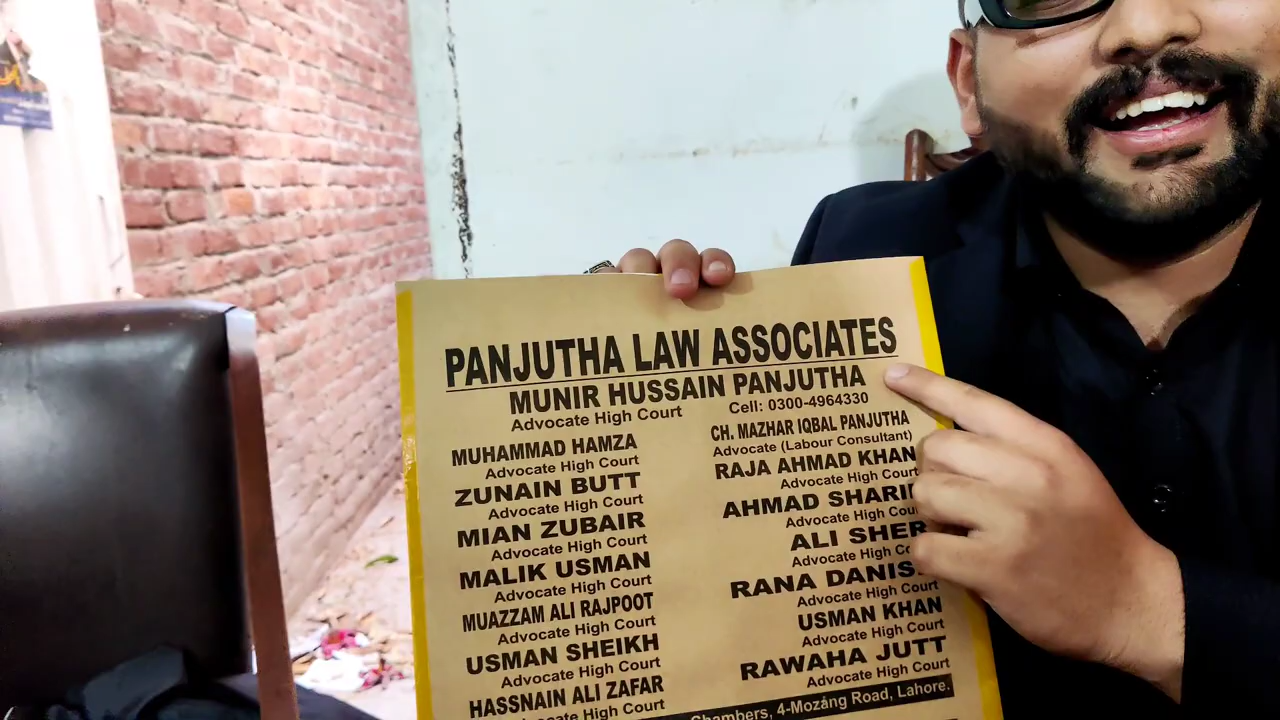 PANJUTHA LAW ASSOCIATES
MUNIR HUSSAIN PANJUTHA
Advocate High Court
Cell: 0300-4964330
MUHAMMAD HAMZA
Advocate High Court
ZUNAIN BUTT
Advocate High Court
MIAN ZUBAIR
Advocate High Court
MALIK USMAN
Advocate High Court
MUAZZAM ALI RAJPOOT
Advocate High Court
USMAN SHEIKH
Advocate High Court
HASSNAIN ALI ZAFAR
Advocate High Court
CH. MAZHAR IQBAL PANJUTHA
Advocate (Labour Consultant)
RAJA AHMAD KHAN
Advocate High Court
AHMAD SHARI
Advocate High Court
ALI SHER
Advocate High Co
RANA DANIS
Advocate High Court
USMAN KHAN
Advocate High Court
RAWAHA JUTT
Advocate High Court
Chambers, 4-Mozang Road, Lahore.